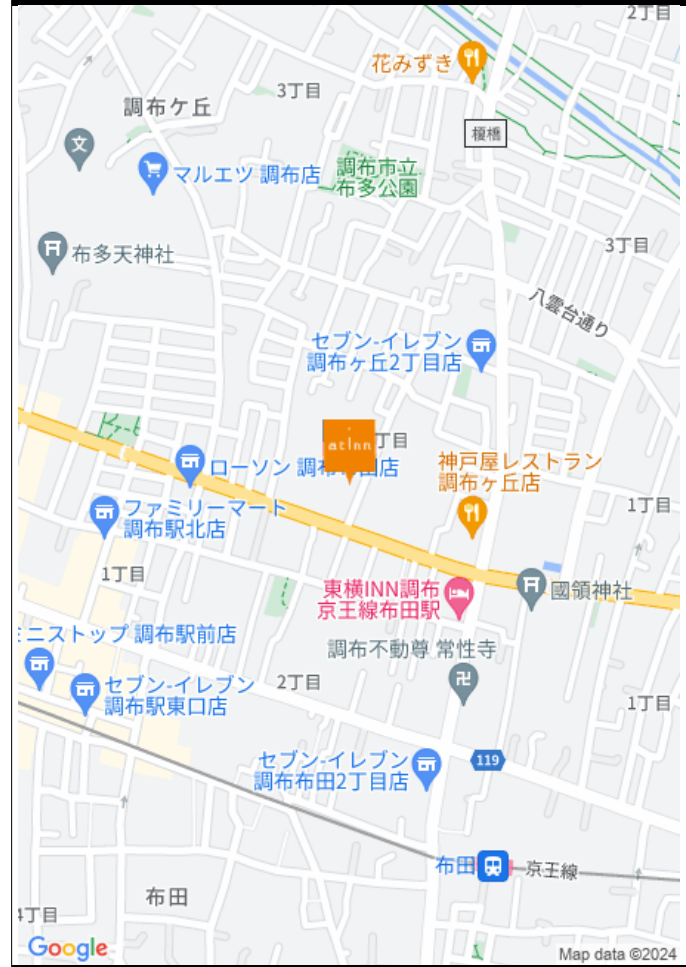 2丁目
花みずき
3丁目
調布ケ丘
榎橋
文
マルエツ 調布店
調布市立
布多公園
3丁目
布多天神社
八雲台通り
セブン-イレブン
調布ヶ丘2丁目店
at inn
丁目
ローソン 調布
田店
神戸屋レストラン
調布ヶ丘店
1丁目
ファミリーマート
調布駅北店
1丁目
東横INN調布
京王線布田駅
國領神社
ミニストップ 調布駅前店
調布不動尊 常性寺
2丁目
セブン-イレブン
調布駅東口店
1丁目
セブン-イレブン
調布布田2丁目店
119
布田
京王線
布田
4丁目
Google
Map data ©2024